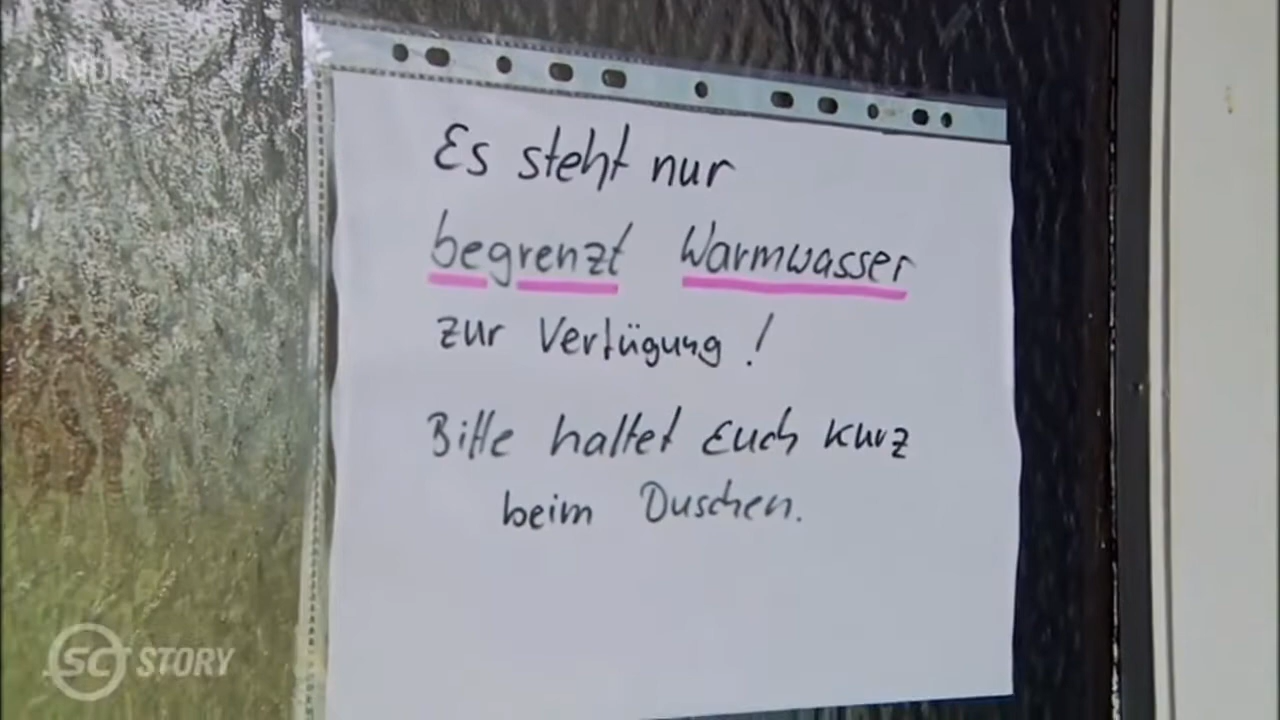 Es steht nur
begrenzt Warmwasser
zur Verfügung!
Bitte haltet Euch kurz
beim Duschen.
SC STORY